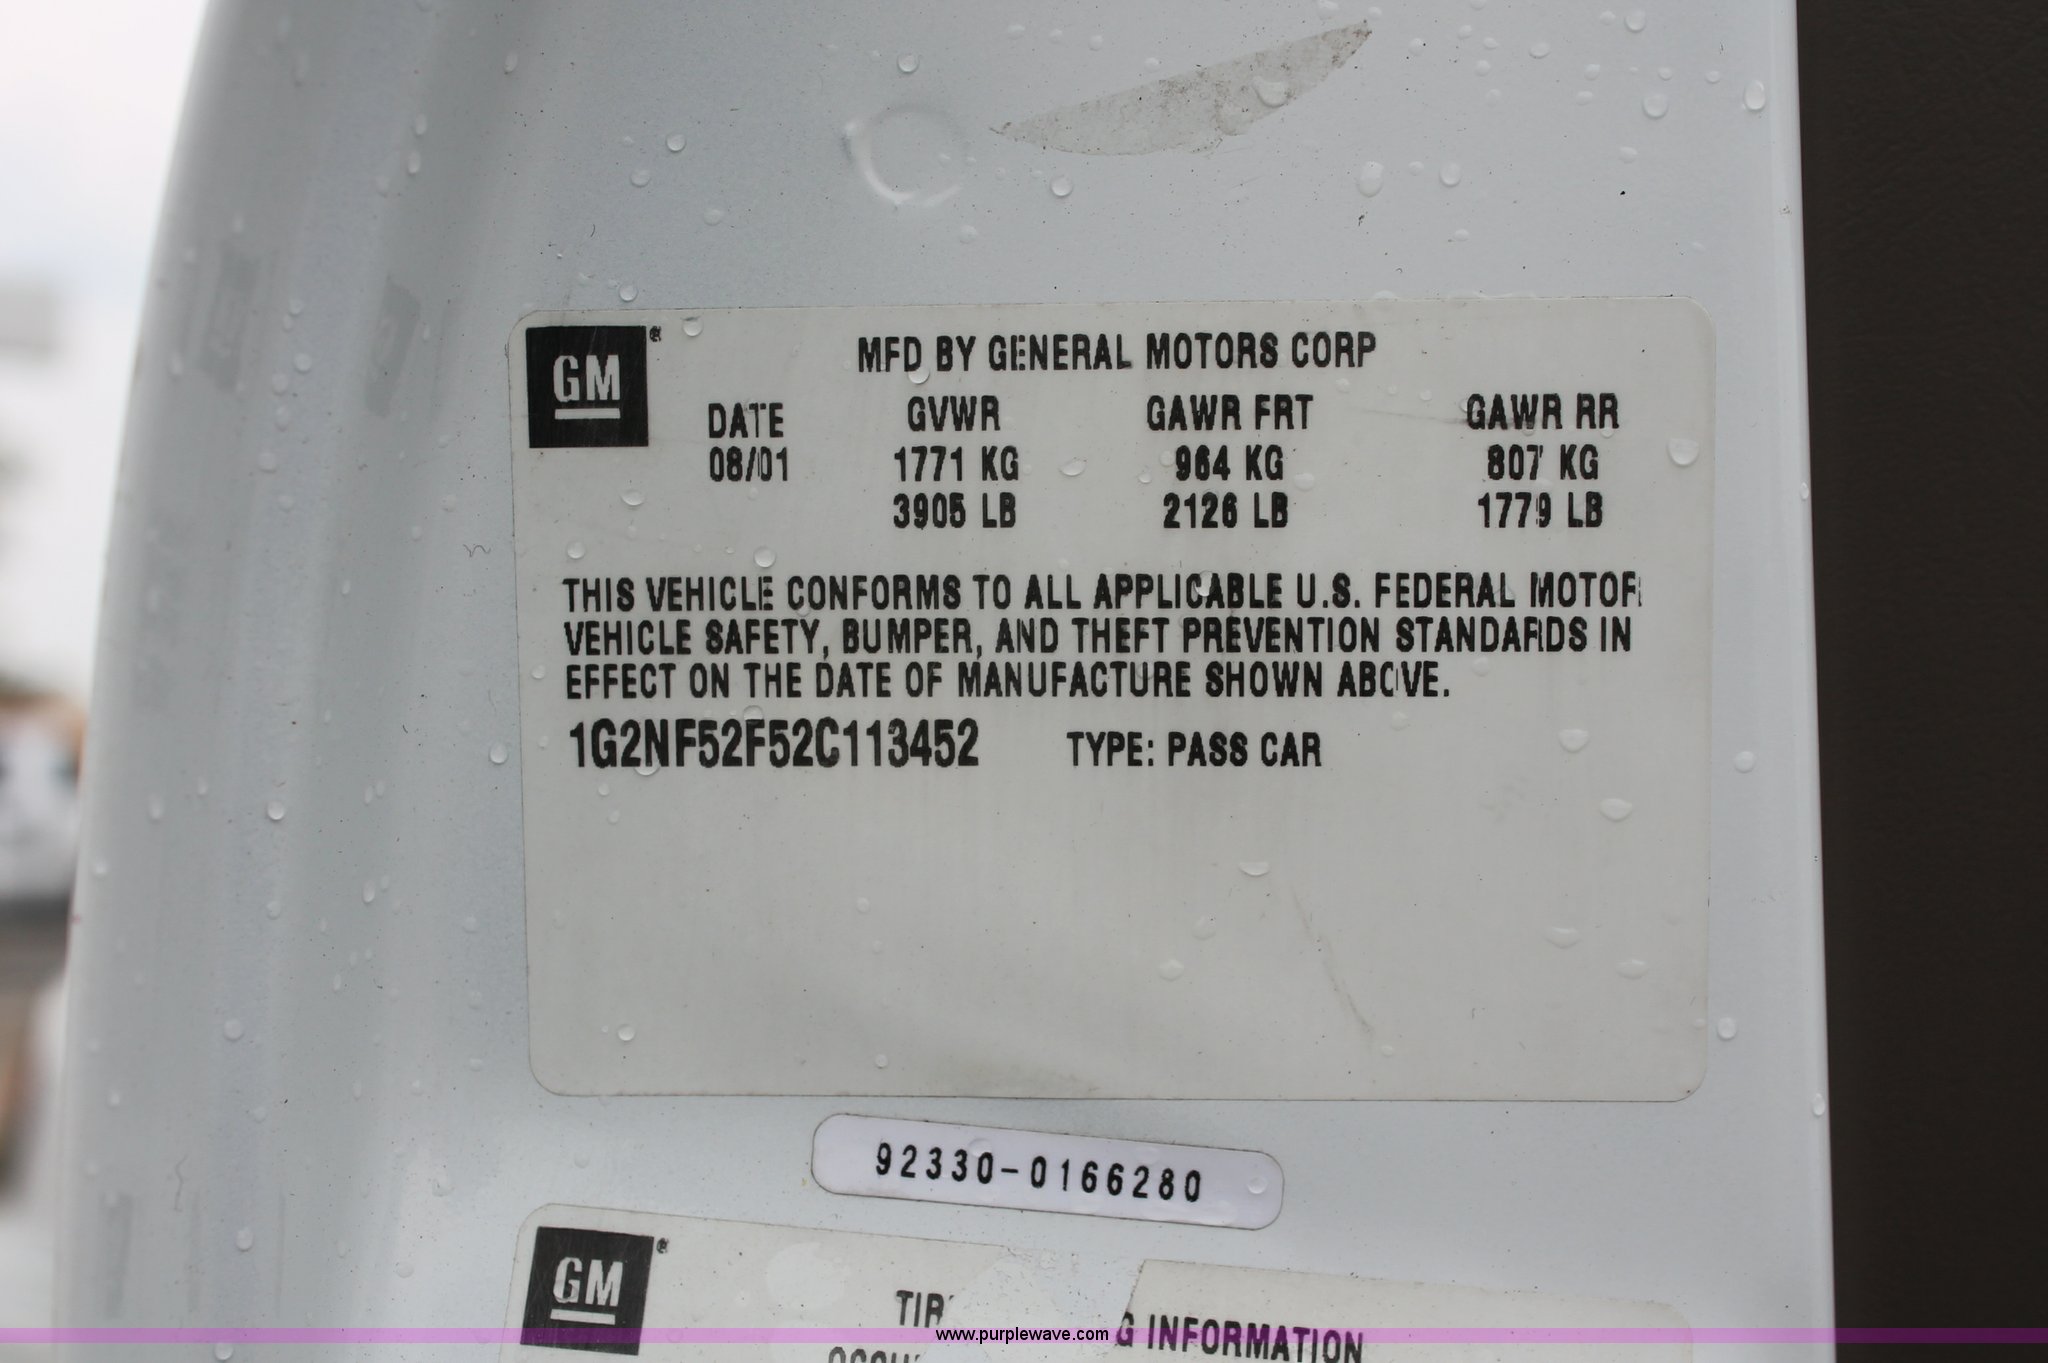 GM®
MFD BY GENERAL MOTORS CORP
DATE GVWR GAWR FRT GAWR RR
08/01 1771 KG 964 KG 807 KG
3905 LB 2126 LB 1779 LB
THIS VEHICLE CONFORMS TO ALL APPLICABLE U.S. FEDERAL MOTOR
VEHICLE SAFETY, BUMPER, AND THEFT PREVENTION STANDARDS IN
EFFECT ON THE DATE OF MANUFACTURE SHOWN ABOVE.
1G2NF52F52C113452 TYPE: PASS CAR
92330-0166280
GM®
TIR G INFORMATION
www.purplewave.com